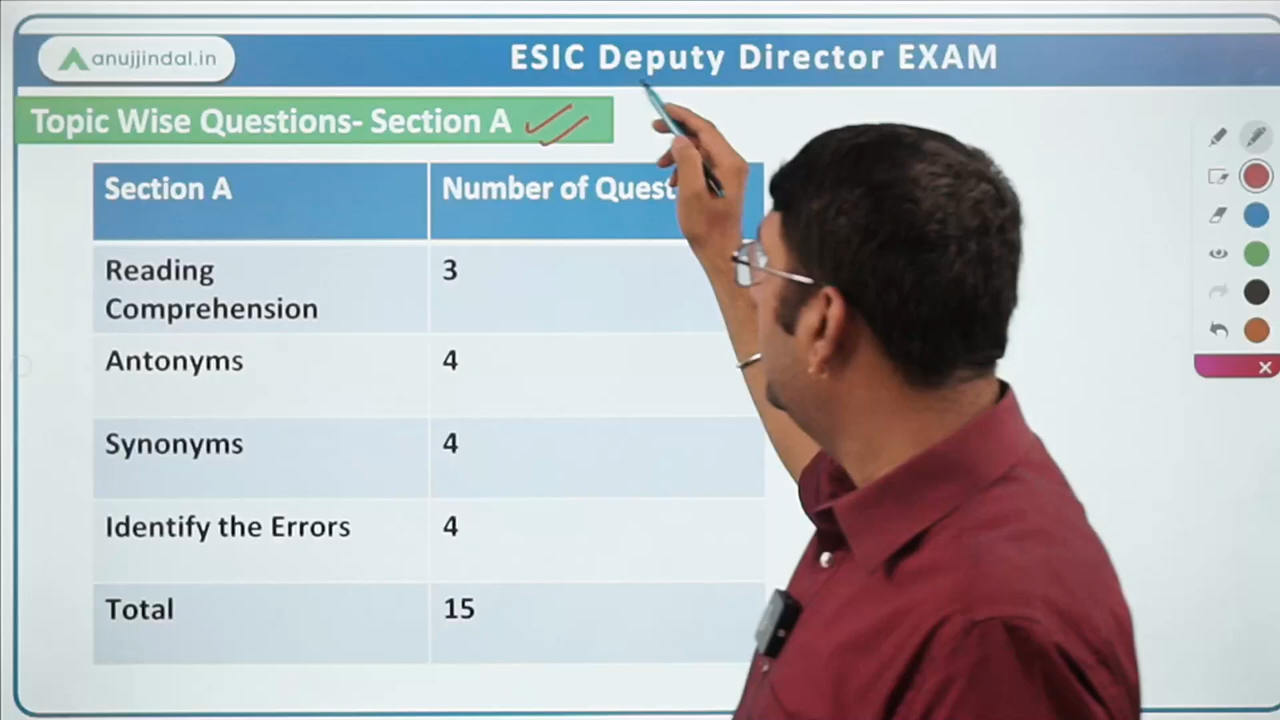 anujjindal.in
ESIC Deputy Director EXAM
Topic Wise Questions- Section A
Section A
Number of
Reading
Comprehension
3
Antonyms
4
Synonyms
4
Identify the Errors
4
Total
15